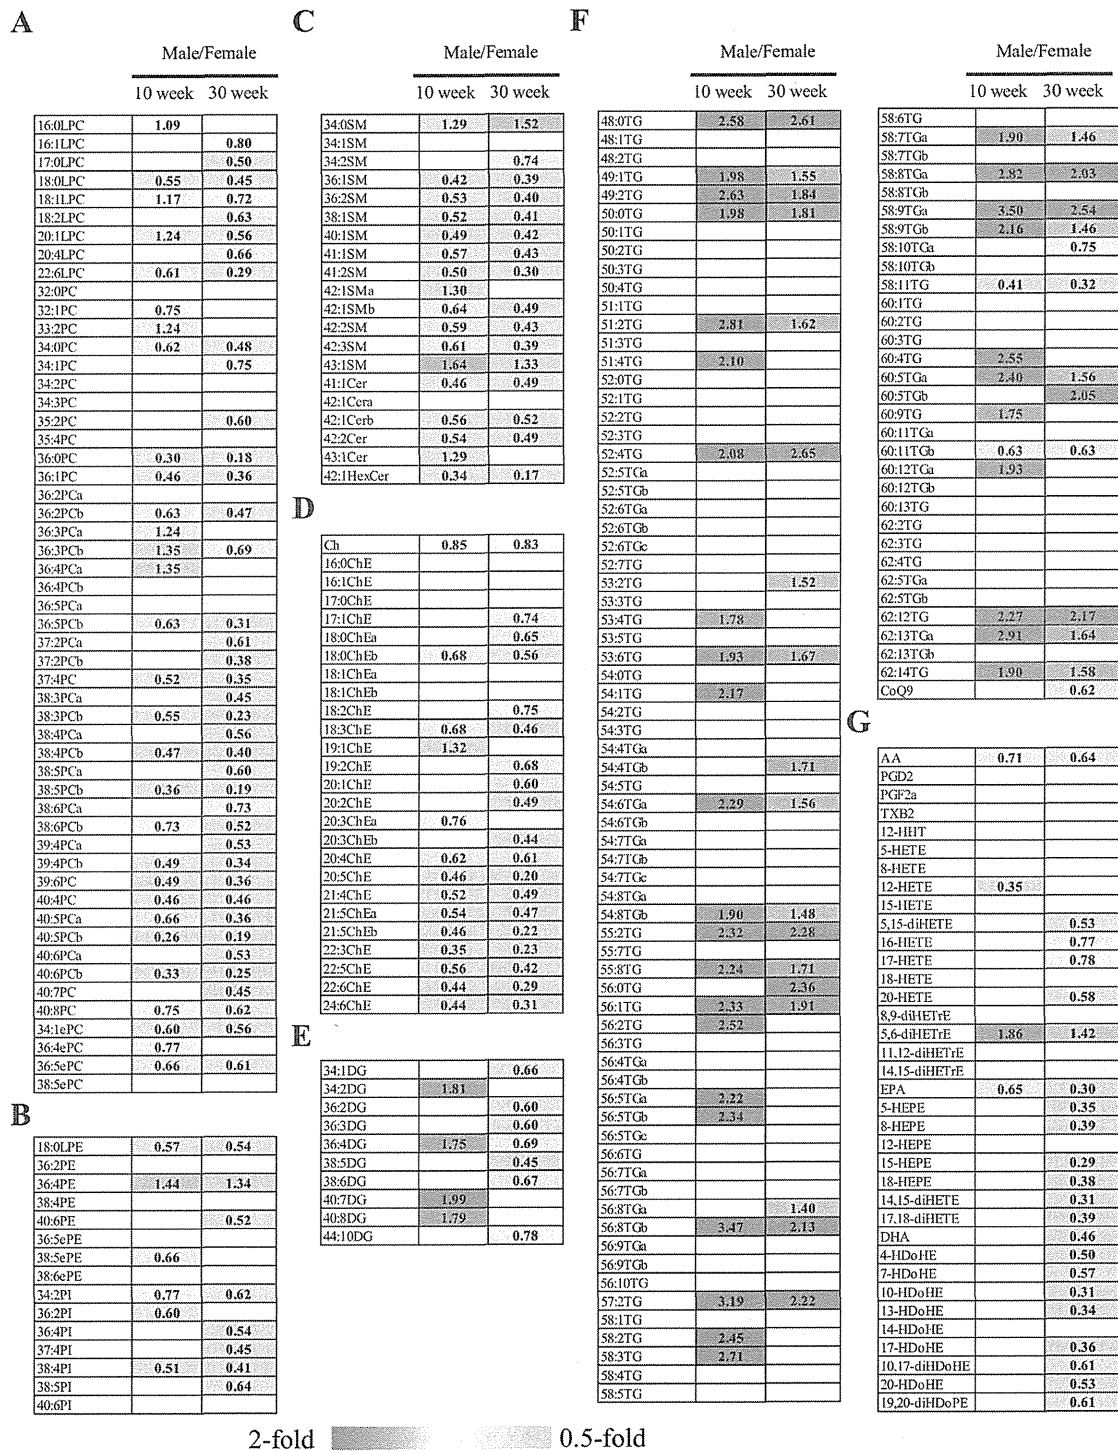 A
Male/Female
10 week 30 week
16:0LPC 1.09
16:1LPC 0.80
17:0LPC 0.50
18:0LPC 0.55 0.45
18:1LPC 1.17 0.72
18:2LPC 0.63
20:1LPC 1.24 0.56
20:4LPC 0.66
22:6LPC 0.61 0.29
32:0PC
32:1PC 0.75
33:2PC 1.24
34:0PC 0.62 0.48
34:1PC 0.75
34:2PC
34:3PC
35:2PC 0.60
35:4PC
36:0PC 0.30 0.18
36:1PC 0.46 0.36
36:2PCa
36:2PCb 0.63 0.47
36:3PCa 1.24
36:3PCb 1.35 0.69
36:4PCa 1.35
36:4PCb
36:5PCa
36:5PCb 0.63 0.31
37:2PCa 0.61
37:2PCb 0.38
37:4PC 0.52 0.35
38:3PCa 0.45
38:3PCb 0.55 0.23
38:4PCa 0.56
38:4PCb 0.47 0.40
38:5PCa 0.60
38:5PCb 0.36 0.19
38:6PCa 0.73
38:6PCb 0.73 0.52
39:4PCa 0.53
39:4PCb 0.49 0.34
39:6PC 0.49 0.36
40:4PC 0.46 0.46
40:5PCa 0.66 0.36
40:5PCb 0.26 0.19
40:6PCa 0.53
40:6PCb 0.33 0.25
40:7PC 0.45
40:8PC 0.75 0.62
34:1ePC 0.60 0.56
36:4ePC 0.77
36:5ePC 0.66 0.61
38:5ePC
B
18:0LPE 0.57 0.54
36:2PE
36:4PE 1.44 1.34
38:4PE
40:6PE 0.52
36:5ePE
38:5ePE 0.66
38:6ePE
34:2PI 0.77 0.62
36:2PI 0.60
36:4PI 0.54
37:4PI 0.45
38:4PI 0.51 0.41
38:5PI 0.64
40:6PI
C
Male/Female
10 week 30 week
34:0SM 1.29 1.52
34:1SM
34:2SM 0.74
36:1SM 0.42 0.39
36:2SM 0.53 0.40
38:1SM 0.52 0.41
40:1SM 0.49 0.42
41:1SM 0.57 0.43
41:2SM 0.50 0.30
42:1SMa 1.30
42:1SMb 0.64 0.49
42:2SM 0.59 0.43
42:3SM 0.61 0.39
43:1SM 1.64 1.33
41:1Cer 0.46 0.49
42:1Cera
42:1Cerb 0.56 0.52
42:2Cer 0.54 0.49
43:1Cer 1.29
42:1HexCer 0.34 0.17
D
Ch 0.85 0.83
16:0ChE
16:1ChE
17:0ChE
17:1ChE 0.74
18:0ChEa 0.65
18:0ChEb 0.68 0.56
18:1ChEa
18:1ChEb
18:2ChE 0.75
18:3ChE 0.68 0.46
19:1ChE 1.32
19:2ChE 0.68
20:1ChE 0.60
20:2ChE 0.49
20:3ChEa 0.76
20:3ChEb 0.44
20:4ChE 0.62 0.61
20:5ChE 0.46 0.20
21:4ChE 0.52 0.49
21:5ChEa 0.54 0.47
21:5ChEb 0.46 0.22
22:3ChE 0.35 0.23
22:5ChE 0.56 0.42
22:6ChE 0.44 0.29
24:6ChE 0.44 0.31
E
34:1DG 0.66
34:2DG 1.81
36:2DG 0.60
36:3DG 0.60
36:4DG 1.75 0.69
38:5DG 0.45
38:6DG 0.67
40:7DG 1.99
40:8DG 1.79
44:10DG 0.78
F
Male/Female
10 week 30 week
48:0TG 2.58 2.61
48:1TG
48:2TG
49:1TG 1.98 1.55
49:2TG 2.63 1.84
50:0TG 1.98 1.81
50:1TG
50:2TG
50:3TG
50:4TG
51:1TG
51:2TG 2.81 1.62
51:3TG
51:4TG 2.10
52:0TG
52:1TG
52:2TG
52:3TG
52:4TG 2.08 2.65
52:5TGa
52:5TGb
52:6TGa
52:6TGb
52:6TGc
52:7TG
53:2TG 1.52
53:3TG
53:4TG 1.78
53:5TG
53:6TG 1.93 1.67
54:0TG
54:1TG 2.17
54:2TG
54:3TG
54:4TGa
54:4TGb 1.71
54:5TG
54:6TGa 2.29 1.56
54:6TGb
54:7TGa
54:7TGb
54:7TGc
54:8TGa
54:8TGb 1.90 1.48
55:2TG 2.32 2.28
55:7TG
55:8TG 2.24 1.71
56:0TG 2.36
56:1TG 2.33 1.91
56:2TG 2.52
56:3TG
56:4TGa
56:4TGb
56:5TGa 2.22
56:5TGb 2.34
56:5TGc
56:6TG
56:7TGa
56:7TGb
56:8TGa 1.40
56:8TGb 3.47 2.13
56:9TGa
56:9TGb
56:10TG
57:2TG 3.19 2.22
58:1TG
58:2TG 2.45
58:3TG 2.71
58:4TG
58:5TG
Male/Female
10 week 30 week
58:6TG
58:7TGa 1.90 1.46
58:7TGb
58:8TGa 2.82 2.03
58:8TGb
58:9TGa 3.50 2.54
58:9TGb 2.16 1.46
58:10TGa 0.75
58:10TGb
58:11TG 0.41 0.32
60:1TG
60:2TG
60:3TG
60:4TG 2.55
60:5TGa 2.40 1.56
60:5TGb 2.05
60:9TG 1.75
60:11TGa
60:11TGb 0.63 0.63
60:12TGa 1.93
60:12TGb
60:13TG
62:2TG
62:3TG
62:4TG
62:5TGa
62:5TGb
62:12TG 2.27 2.17
62:13TGa 2.91 1.64
62:13TGb
62:14TG 1.90 1.58
CoQ9 0.62
G
AA 0.71 0.64
PGD2
PGF2a
TXB2
12-HHT
5-HETE
8-HETE
12-HETE 0.35
15-HETE
5,15-diHETE 0.53
16-HETE 0.77
17-HETE 0.78
18-HETE
20-HETE 0.58
8,9-diHETrE
5,6-diHETrE 1.86 1.42
11,12-diHETrE
14,15-diHETrE
EPA 0.65 0.30
5-HEPE 0.35
8-HEPE 0.39
12-HEPE
15-HEPE 0.29
18-HEPE 0.38
14,15-diHETE 0.31
17,18-diHETE 0.39
DHA 0.46
4-HDoHE 0.50
7-HDoHE 0.57
10-HDoHE 0.31
13-HDoHE 0.34
14-HDoHE
17-HDoHE 0.36
10,17-diHDoHE 0.61
20-HDoHE 0.53
19,20-diHDoPE 0.61
2-fold 0.5-fold